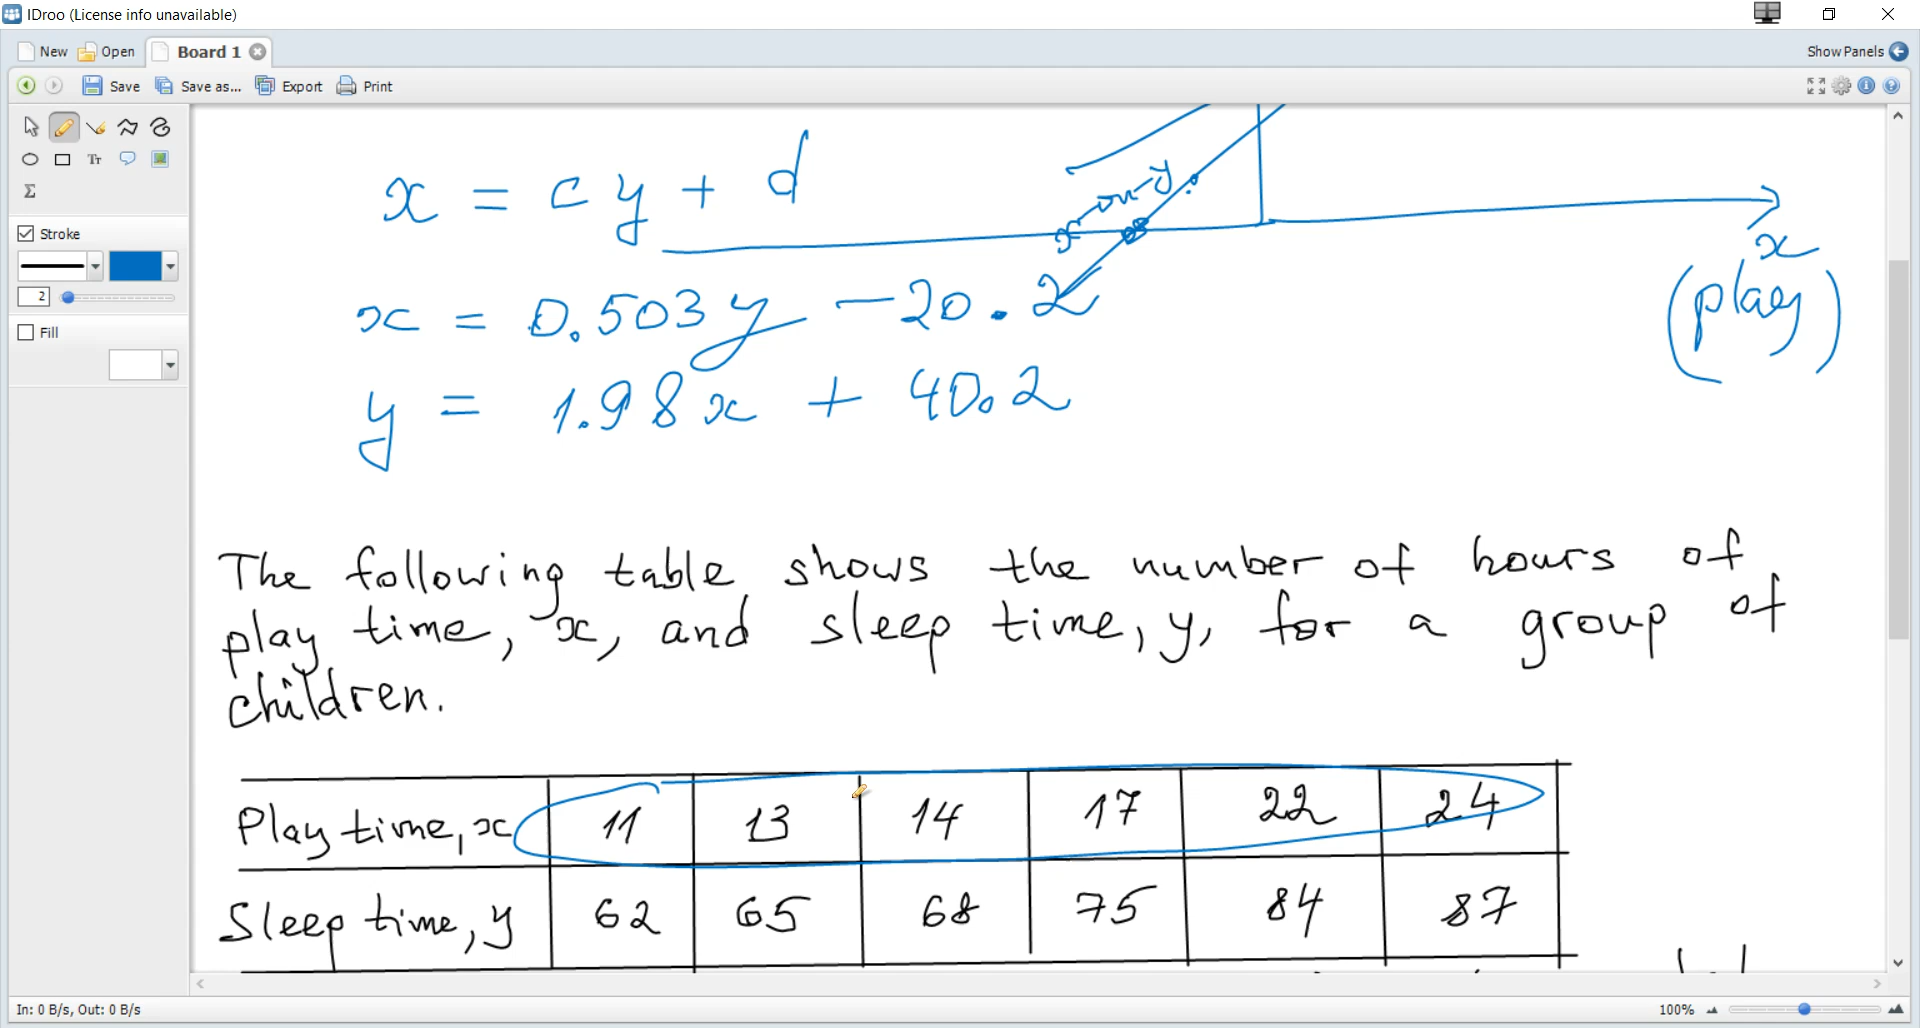 IDroo (License info unavailable)
New Open Board 1 Show Panels
Save Save as... Export Print
Stroke
2
Fill
x = cy + d
x-on-y
x
(play)
x = 0.503y - 20.2
y = 1.98x + 40.2
The following table shows the number of hours of
play time, x, and sleep time, y, for a group of
children.
Play time, x 11 13 14 17 22 24
Sleep time, y 62 65 68 75 84 87
In: 0 B/s, Out: 0 B/s 100%